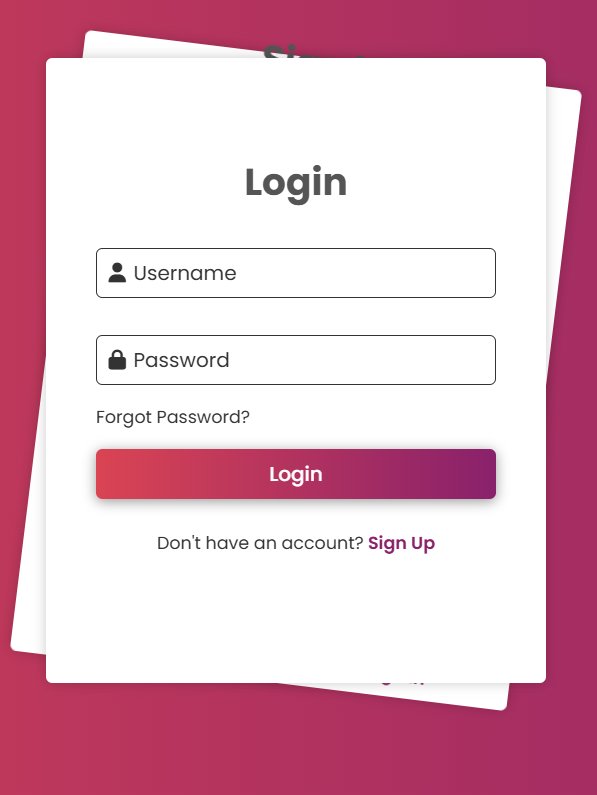 Login
Username
Password
Forgot Password?
Login
Don't have an account? Sign Up